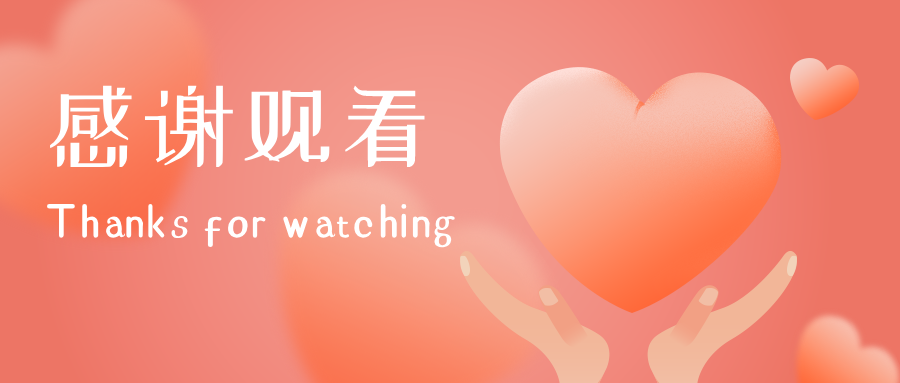 感谢观看
Thanks for watching